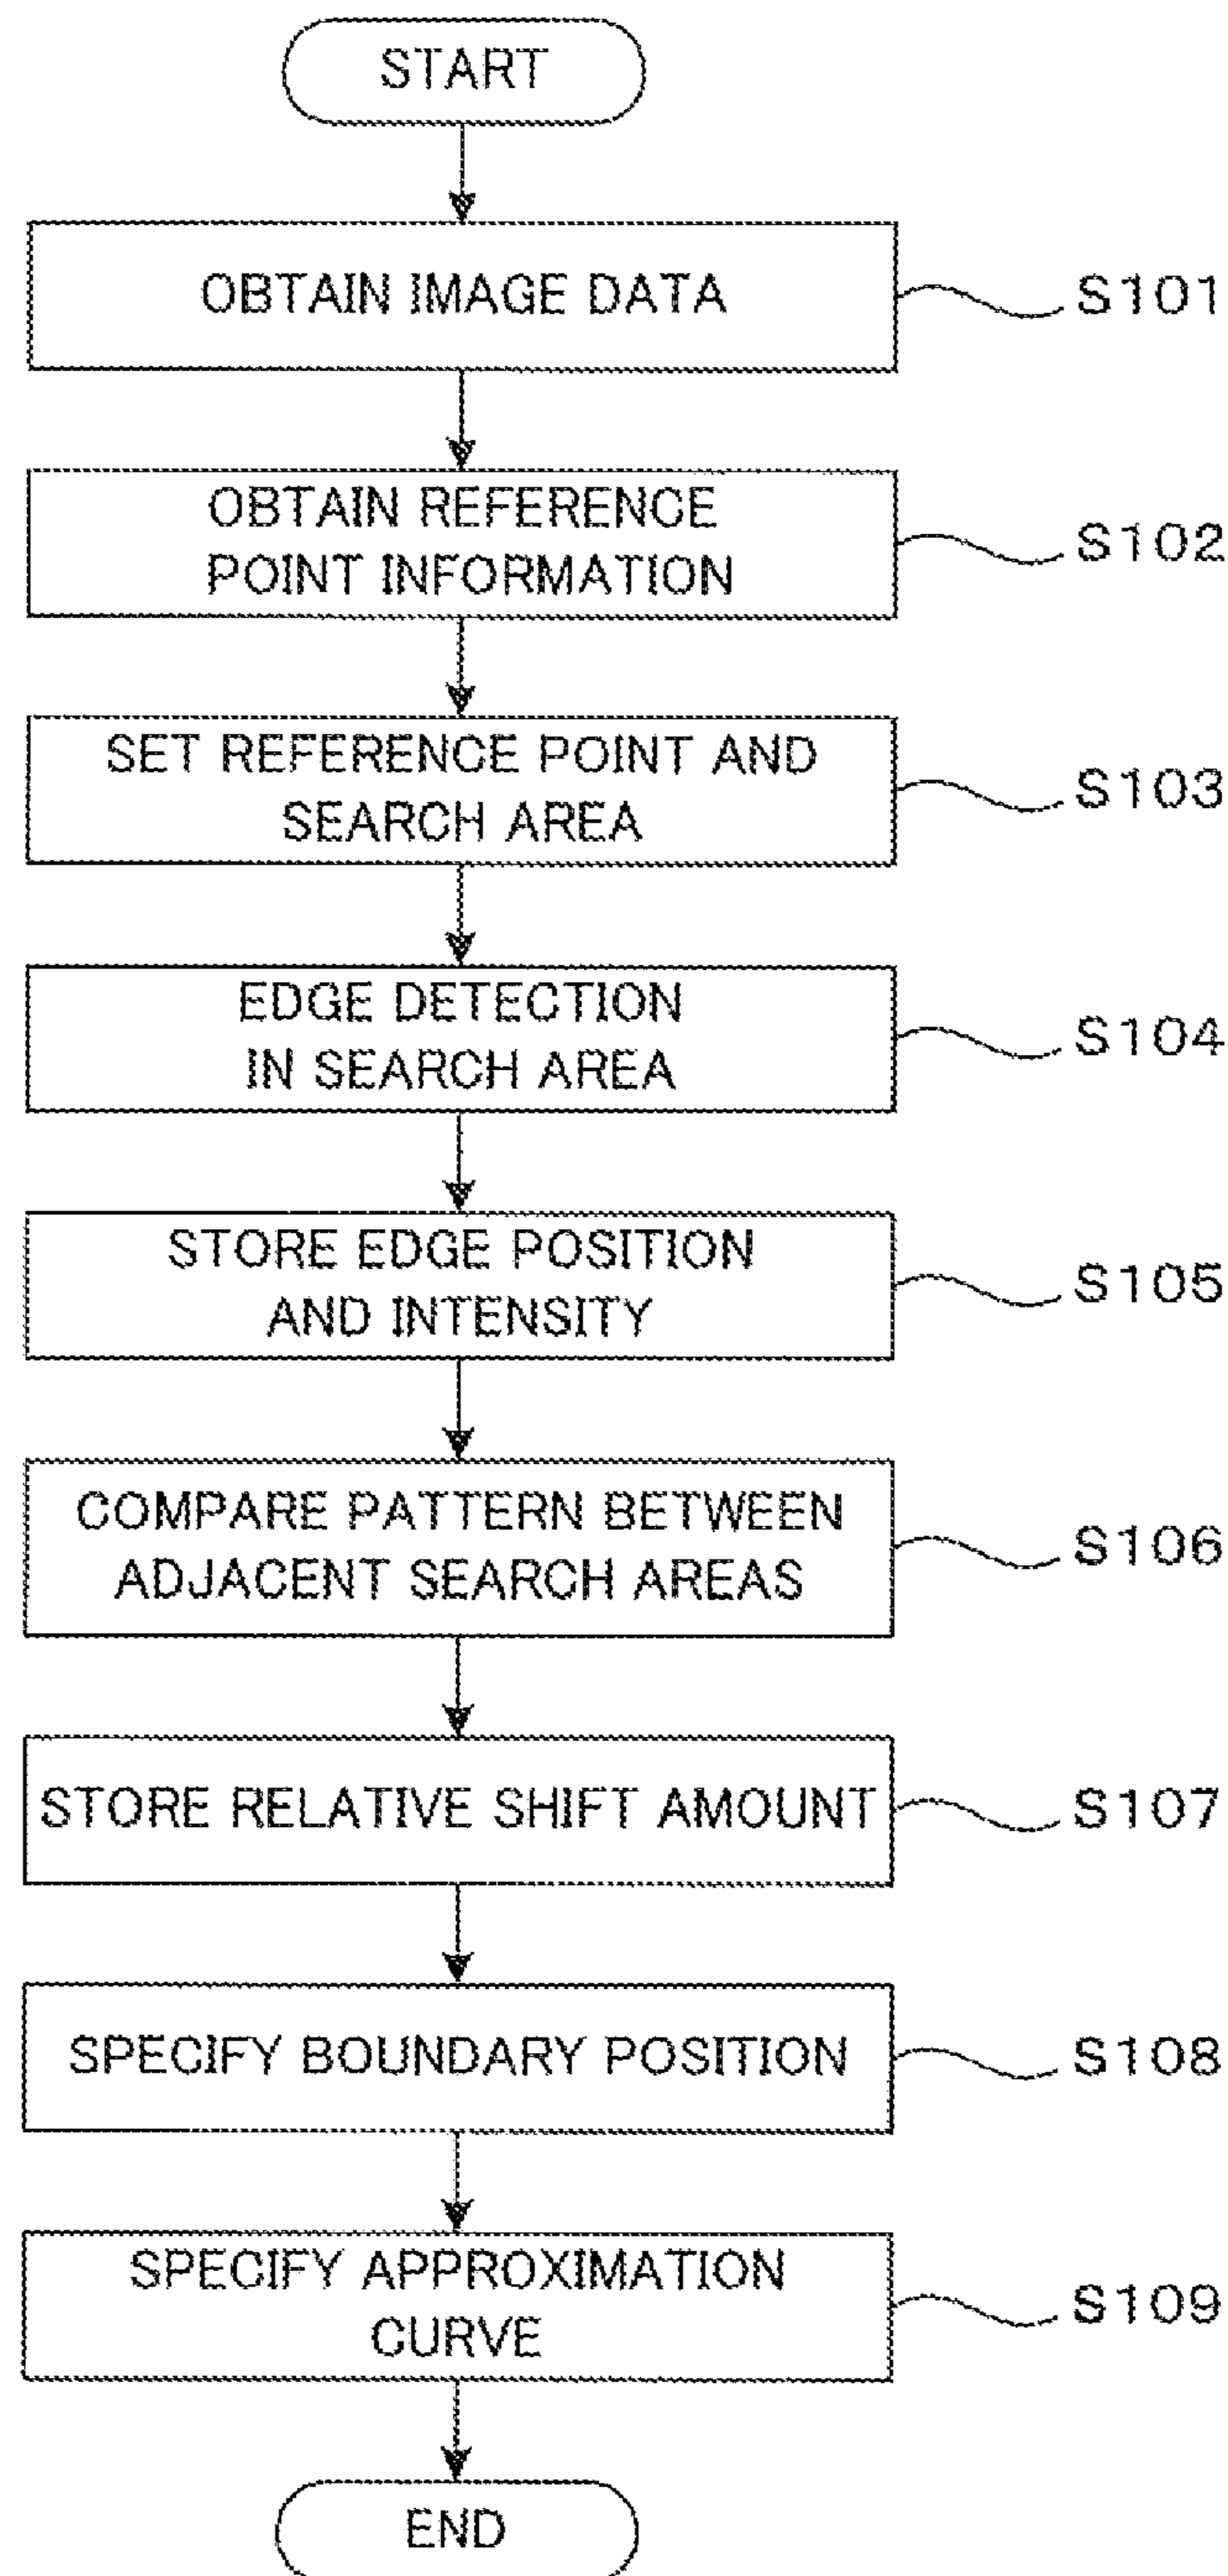 START
OBTAIN IMAGE DATA
S101
OBTAIN REFERENCE
POINT INFORMATION
S102
SET REFERENCE POINT AND
SEARCH AREA
S103
EDGE DETECTION
IN SEARCH AREA
S104
STORE EDGE POSITION
AND INTENSITY
S105
COMPARE PATTERN BETWEEN
ADJACENT SEARCH AREAS
S106
STORE RELATIVE SHIFT AMOUNT
S107
SPECIFY BOUNDARY POSITION
S108
SPECIFY APPROXIMATION
CURVE
S109
END